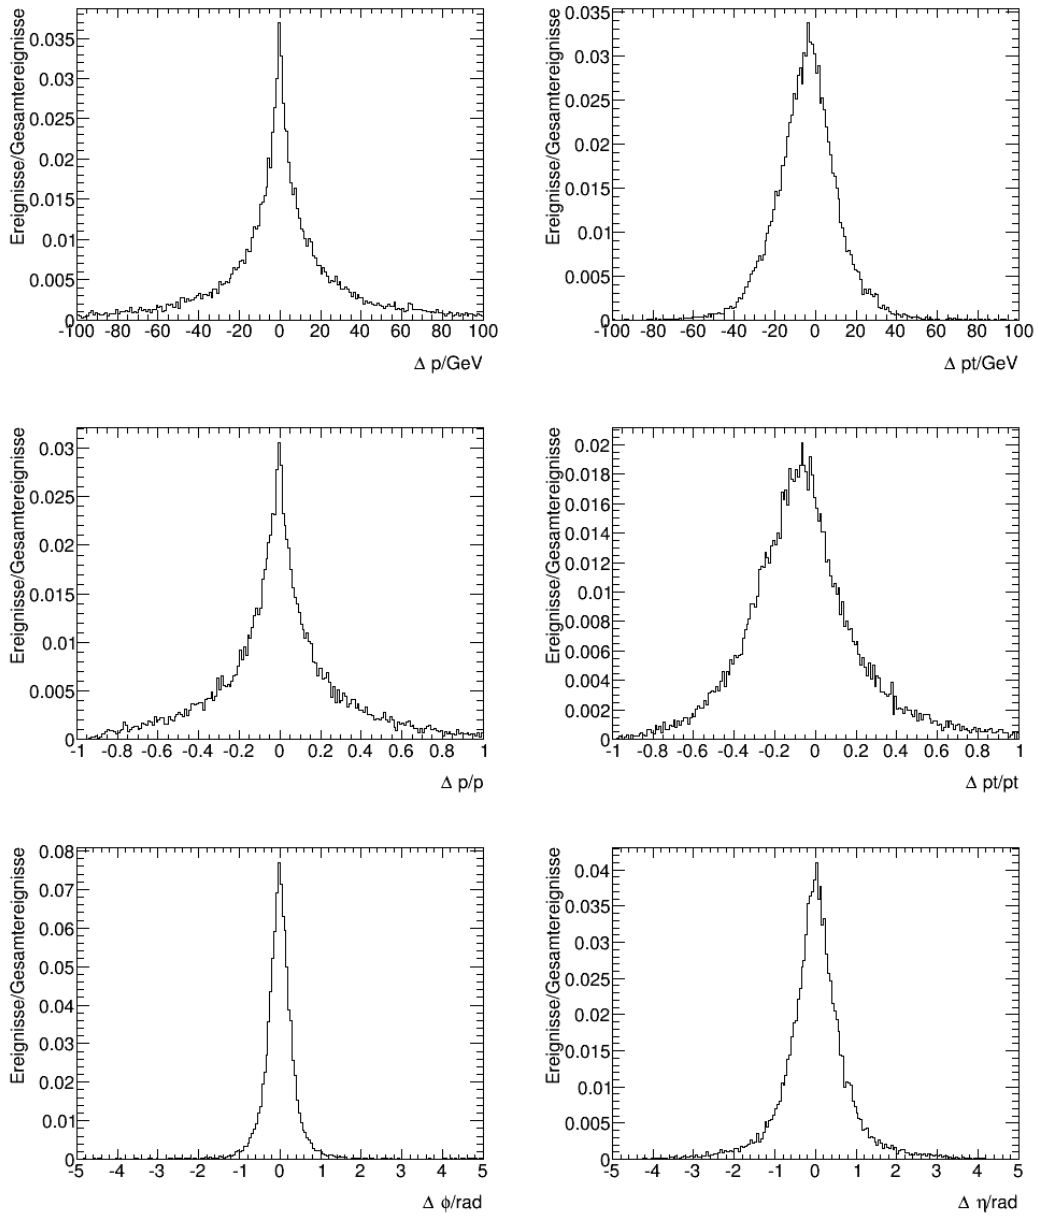 Ereignisse/Gesamtereignisse
0.035
0.03
0.025
0.02
0.015
0.01
0.005
0
-100 -80 -60 -40 -20 0 20 40 60 80 100
Δ p/GeV
Ereignisse/Gesamtereignisse
0.035
0.03
0.025
0.02
0.015
0.01
0.005
0
-100 -80 -60 -40 -20 0 20 40 60 80 100
Δ pt/GeV
Ereignisse/Gesamtereignisse
0.03
0.025
0.02
0.015
0.01
0.005
0
-1 -0.8 -0.6 -0.4 -0.2 0 0.2 0.4 0.6 0.8 1
Δ p/p
Ereignisse/Gesamtereignisse
0.02
0.018
0.016
0.014
0.012
0.01
0.008
0.006
0.004
0.002
0
-1 -0.8 -0.6 -0.4 -0.2 0 0.2 0.4 0.6 0.8 1
Δ pt/pt
Ereignisse/Gesamtereignisse
0.08
0.07
0.06
0.05
0.04
0.03
0.02
0.01
0
-5 -4 -3 -2 -1 0 1 2 3 4 5
Δ ϕ/rad
Ereignisse/Gesamtereignisse
0.04
0.035
0.03
0.025
0.02
0.015
0.01
0.005
0
-5 -4 -3 -2 -1 0 1 2 3 4 5
Δ η/rad